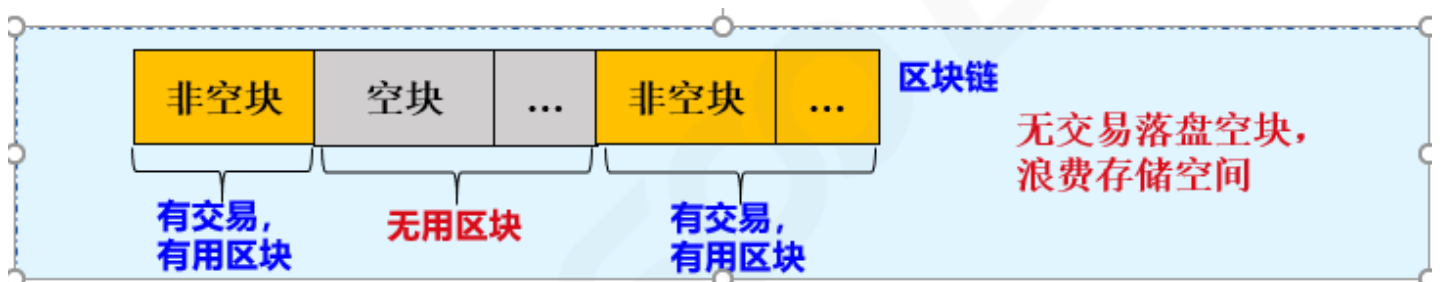 非空块 空块 ... 非空块 ...
区块链
无交易落盘空块，
浪费存储空间
有交易，
有用区块
无用区块
有交易，
有用区块